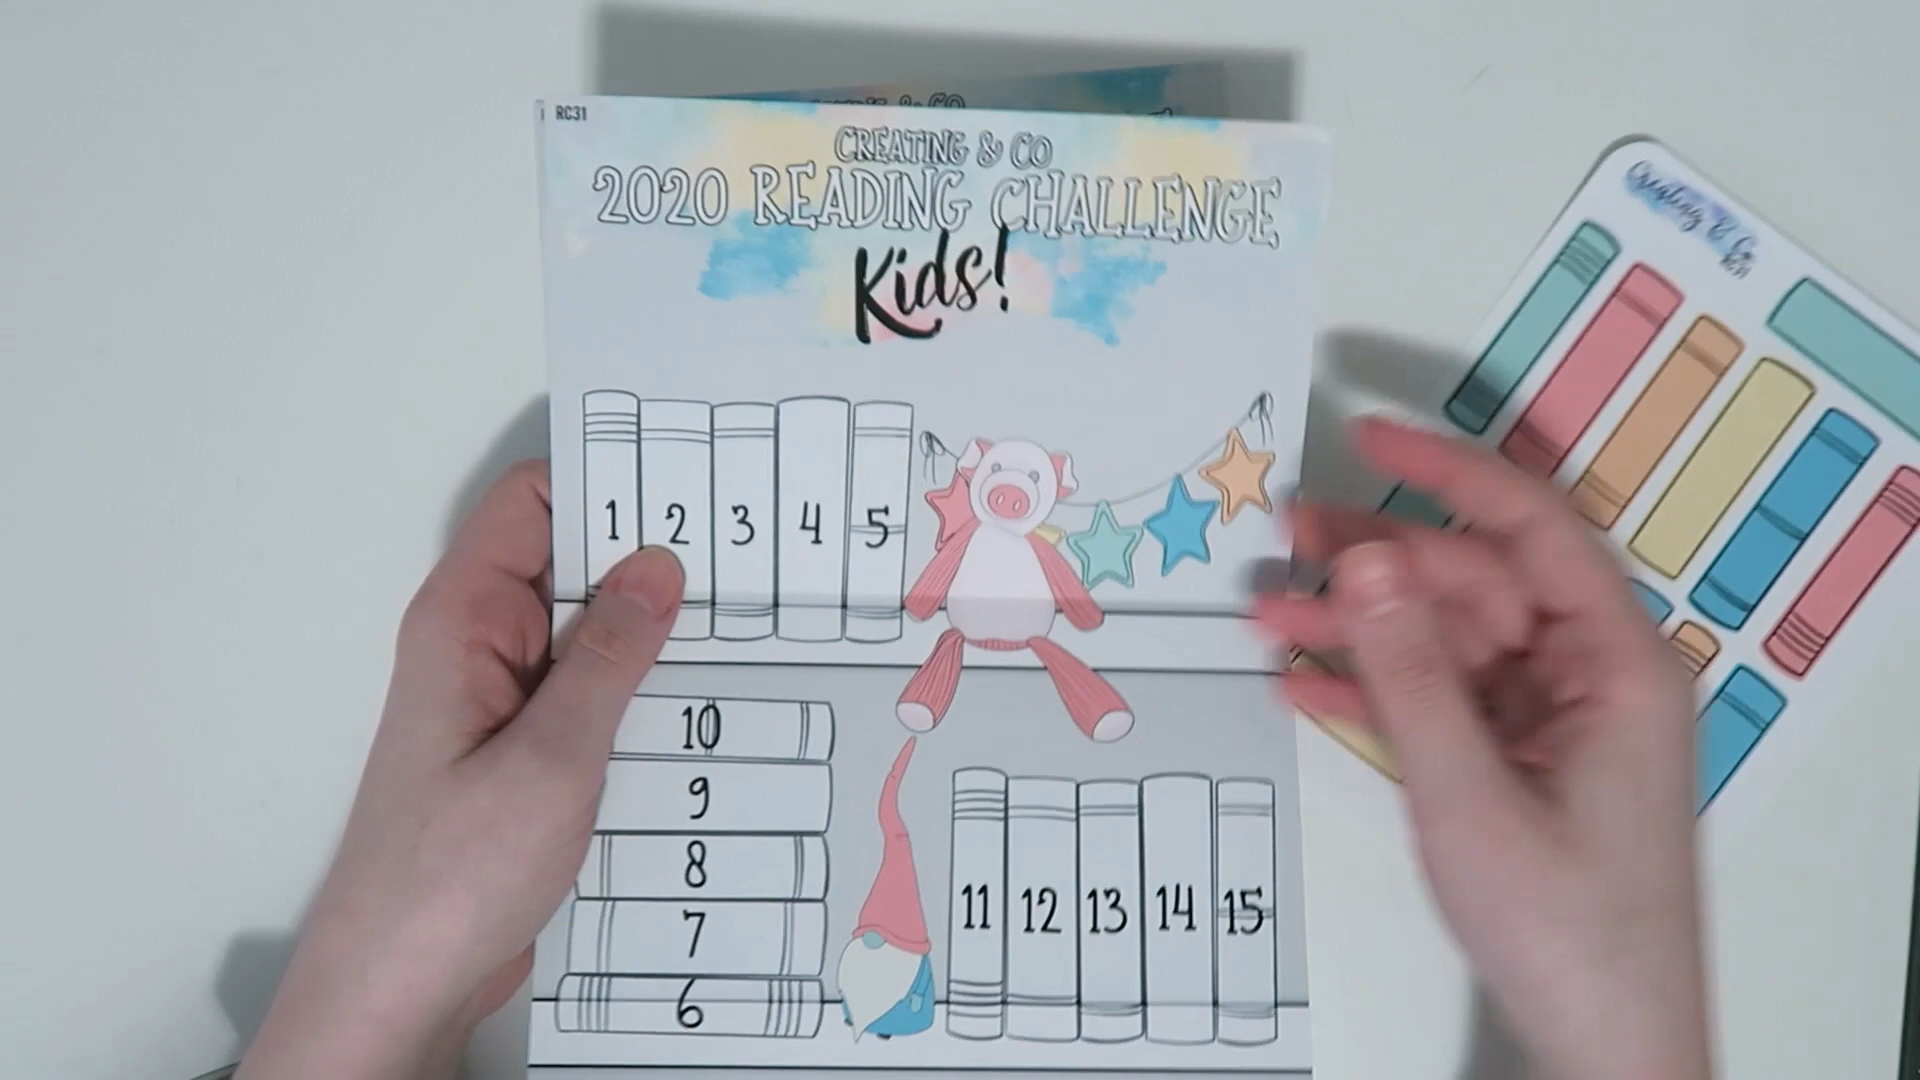 RC31
CREATING & CO
2020 READING CHALLENGE
Kids!
1 2 3 4 5
10
9
8
7
6
11 12 13 14 15
Creating & Co
RC31